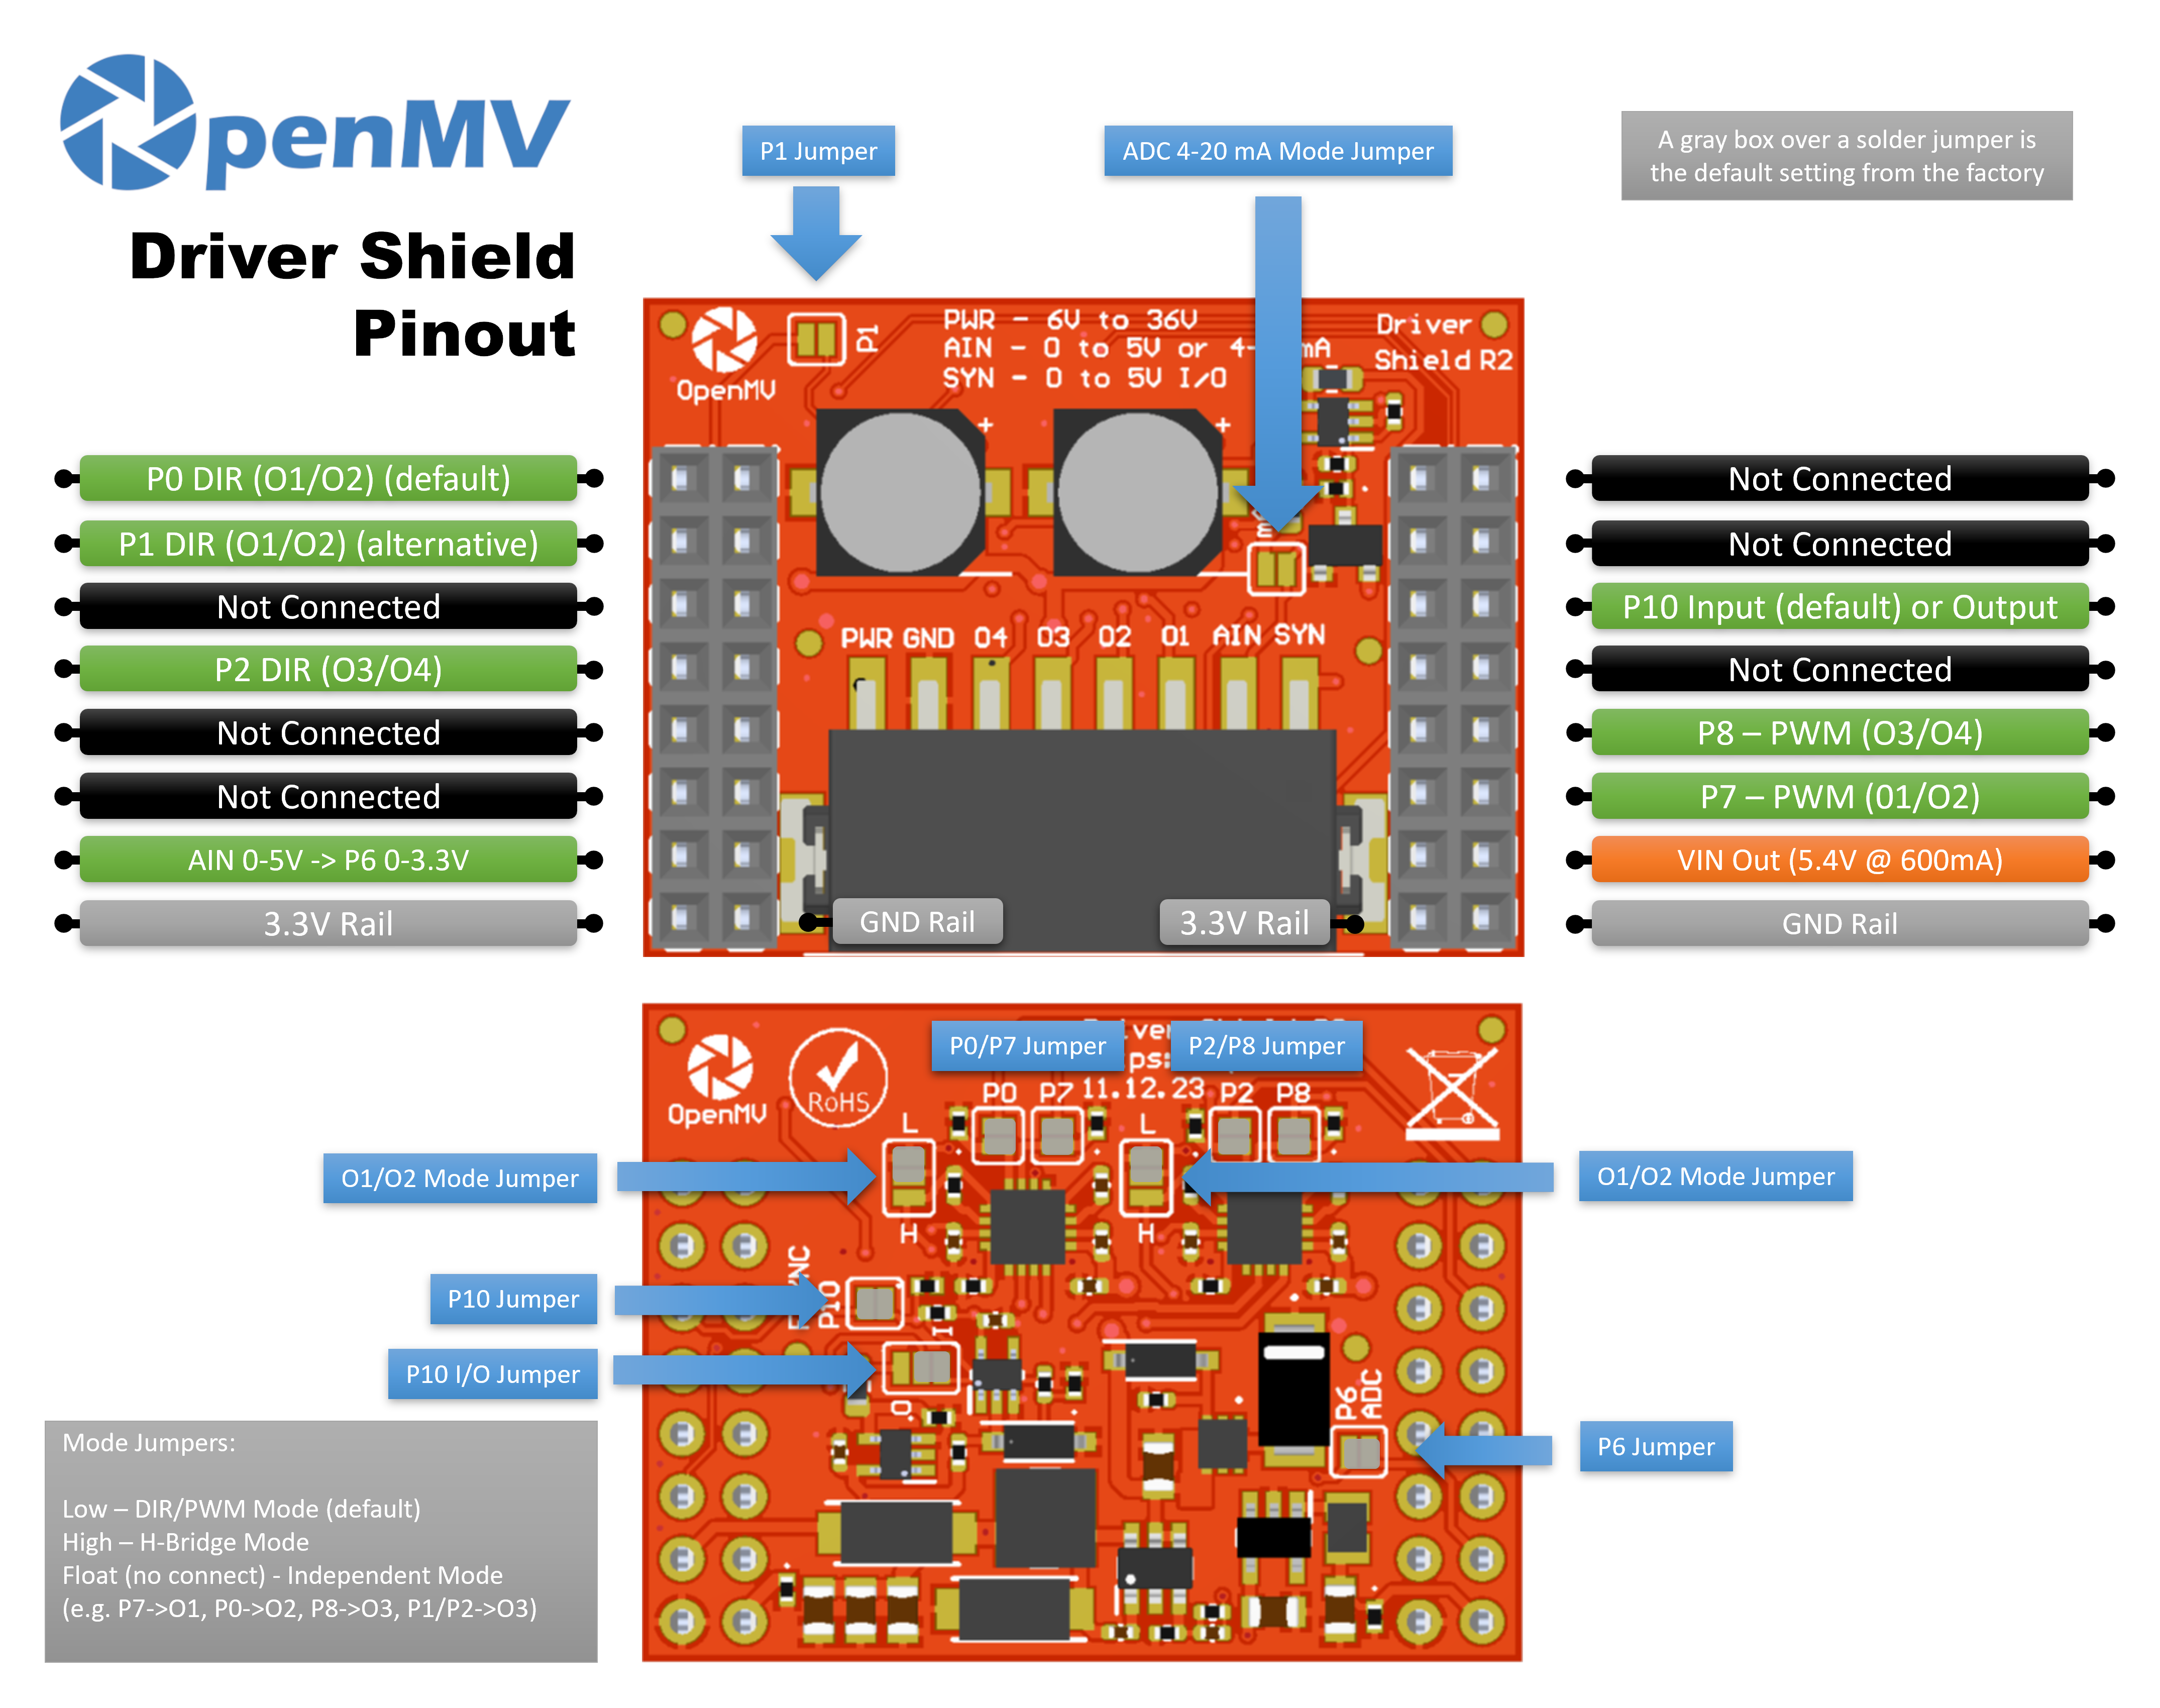 OpenMV
Driver Shield
Pinout
P1 Jumper
ADC 4-20 mA Mode Jumper
A gray box over a solder jumper is
the default setting from the factory
OpenMV
P1
PWR - 6V to 36V
AIN - 0 to 5V or 4- mA
SYN - 0 to 5V I/O
Driver
Shield R2
+
+
P0 DIR (O1/O2) (default)
P1 DIR (O1/O2) (alternative)
Not Connected
P2 DIR (O3/O4)
Not Connected
Not Connected
AIN 0-5V -> P6 0-3.3V
3.3V Rail
PWR GND O4 O3 O2 O1 AIN SYN
GND Rail
3.3V Rail
Not Connected
Not Connected
P10 Input (default) or Output
Not Connected
P8 – PWM (O3/O4)
P7 – PWM (01/O2)
VIN Out (5.4V @ 600mA)
GND Rail
P0/P7 Jumper
P2/P8 Jumper
OpenMV
RoHS
11.12.23
P0 P7
P2 P8
L
H
L
H
O1/O2 Mode Jumper
O1/O2 Mode Jumper
P10 Jumper
P10
P10 I/O Jumper
I
O
P6
ADC
P6 Jumper
Mode Jumpers:
Low – DIR/PWM Mode (default)
High – H-Bridge Mode
Float (no connect) - Independent Mode
(e.g. P7->O1, P0->O2, P8->O3, P1/P2->O3)